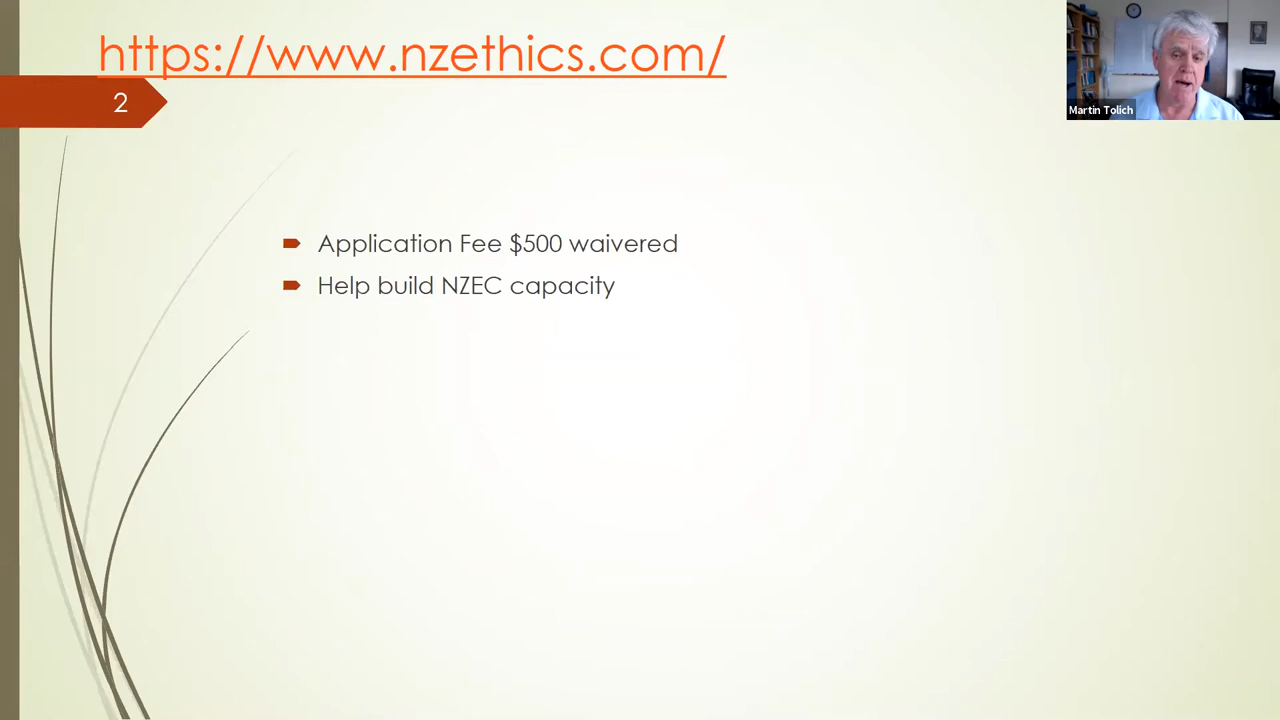 https://www.nzethics.com/
2
Application Fee $500 waivered
Help build NZEC capacity
Martin Tolich